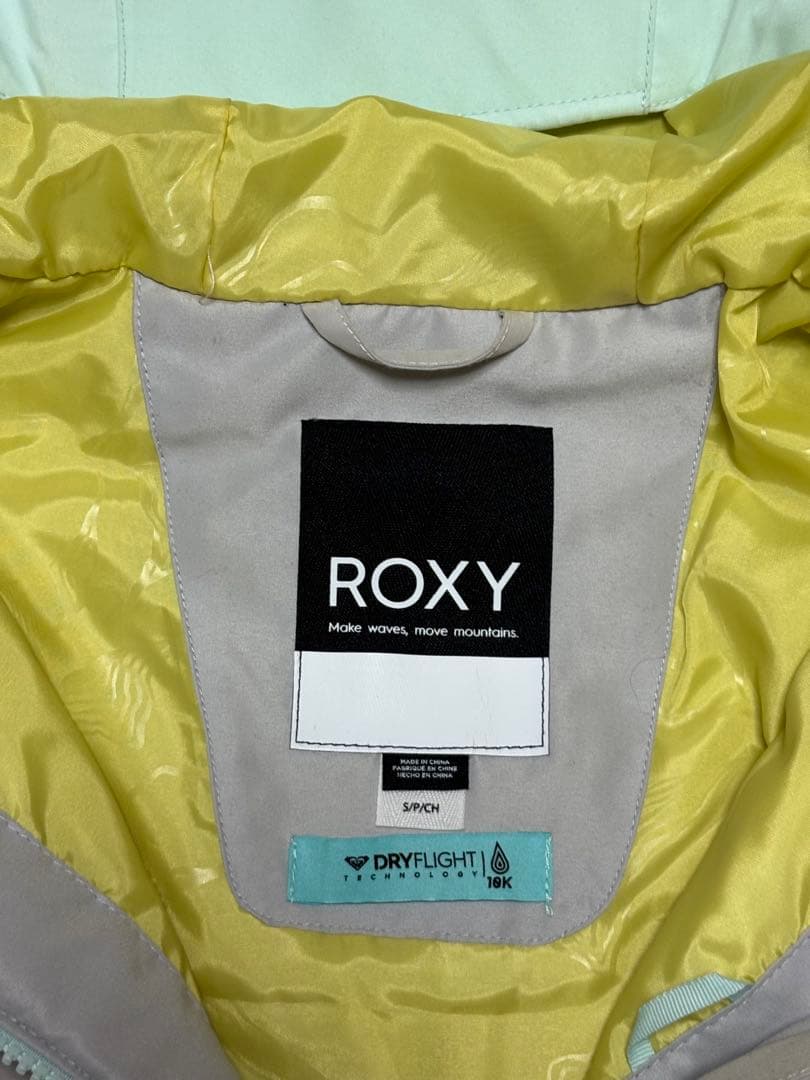 ROXY
Make waves, move mountains.
MADE IN CHINA
FABRIQUÉ EN CHINE
HECHO EN CHINA
S/P/CH
DRYFLIGHT
TECHNOLOGY
10K